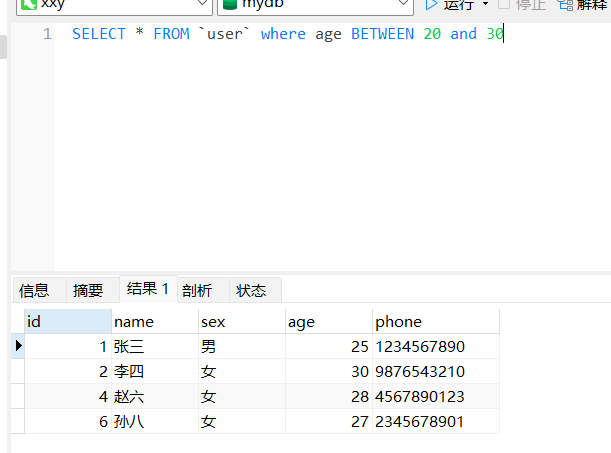 xxy mydb 运行 停止 解释
1 SELECT * FROM `user` where age BETWEEN 20 and 30
信息 摘要 结果 1 剖析 状态
id name sex age phone
1 张三 男 25 1234567890
2 李四 女 30 9876543210
4 赵六 女 28 4567890123
6 孙八 女 27 2345678901